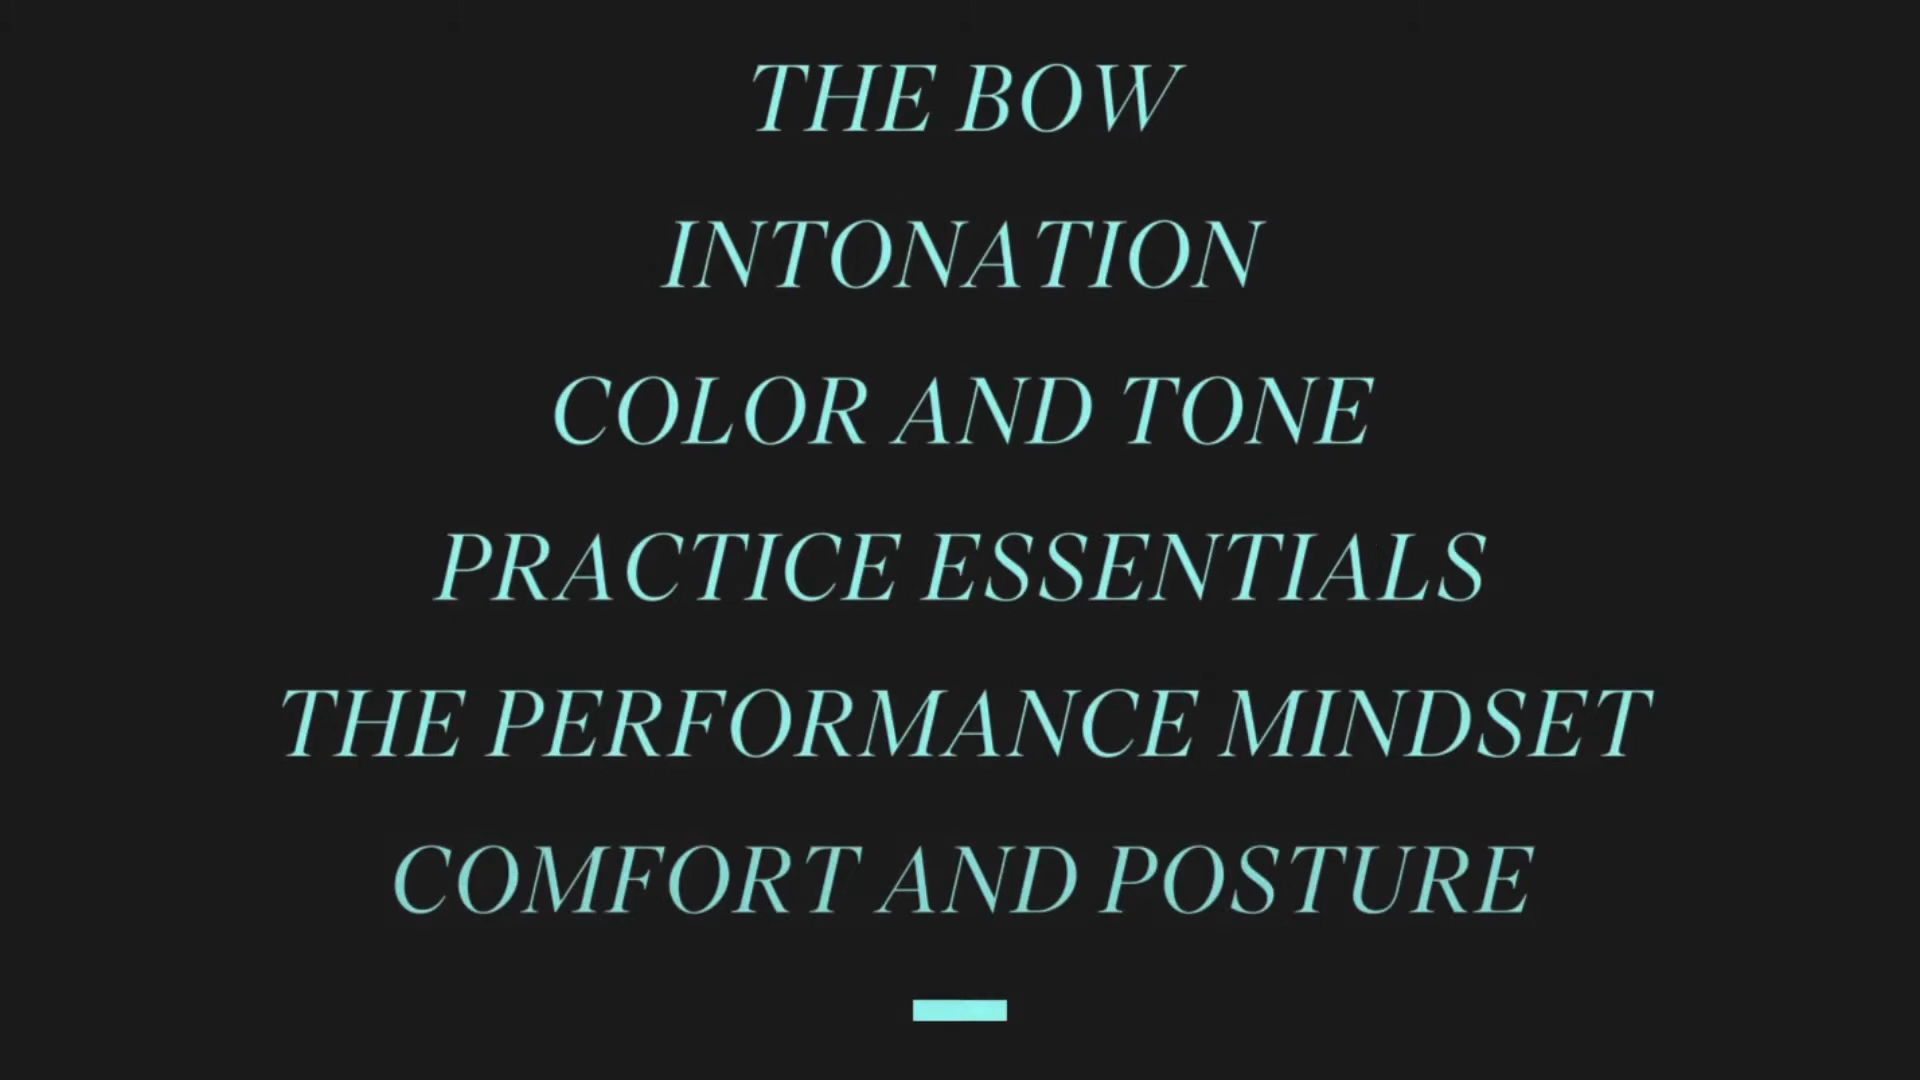 THE BOW
INTONATION
COLOR AND TONE
PRACTICE ESSENTIALS
THE PERFORMANCE MINDSET
COMFORT AND POSTURE